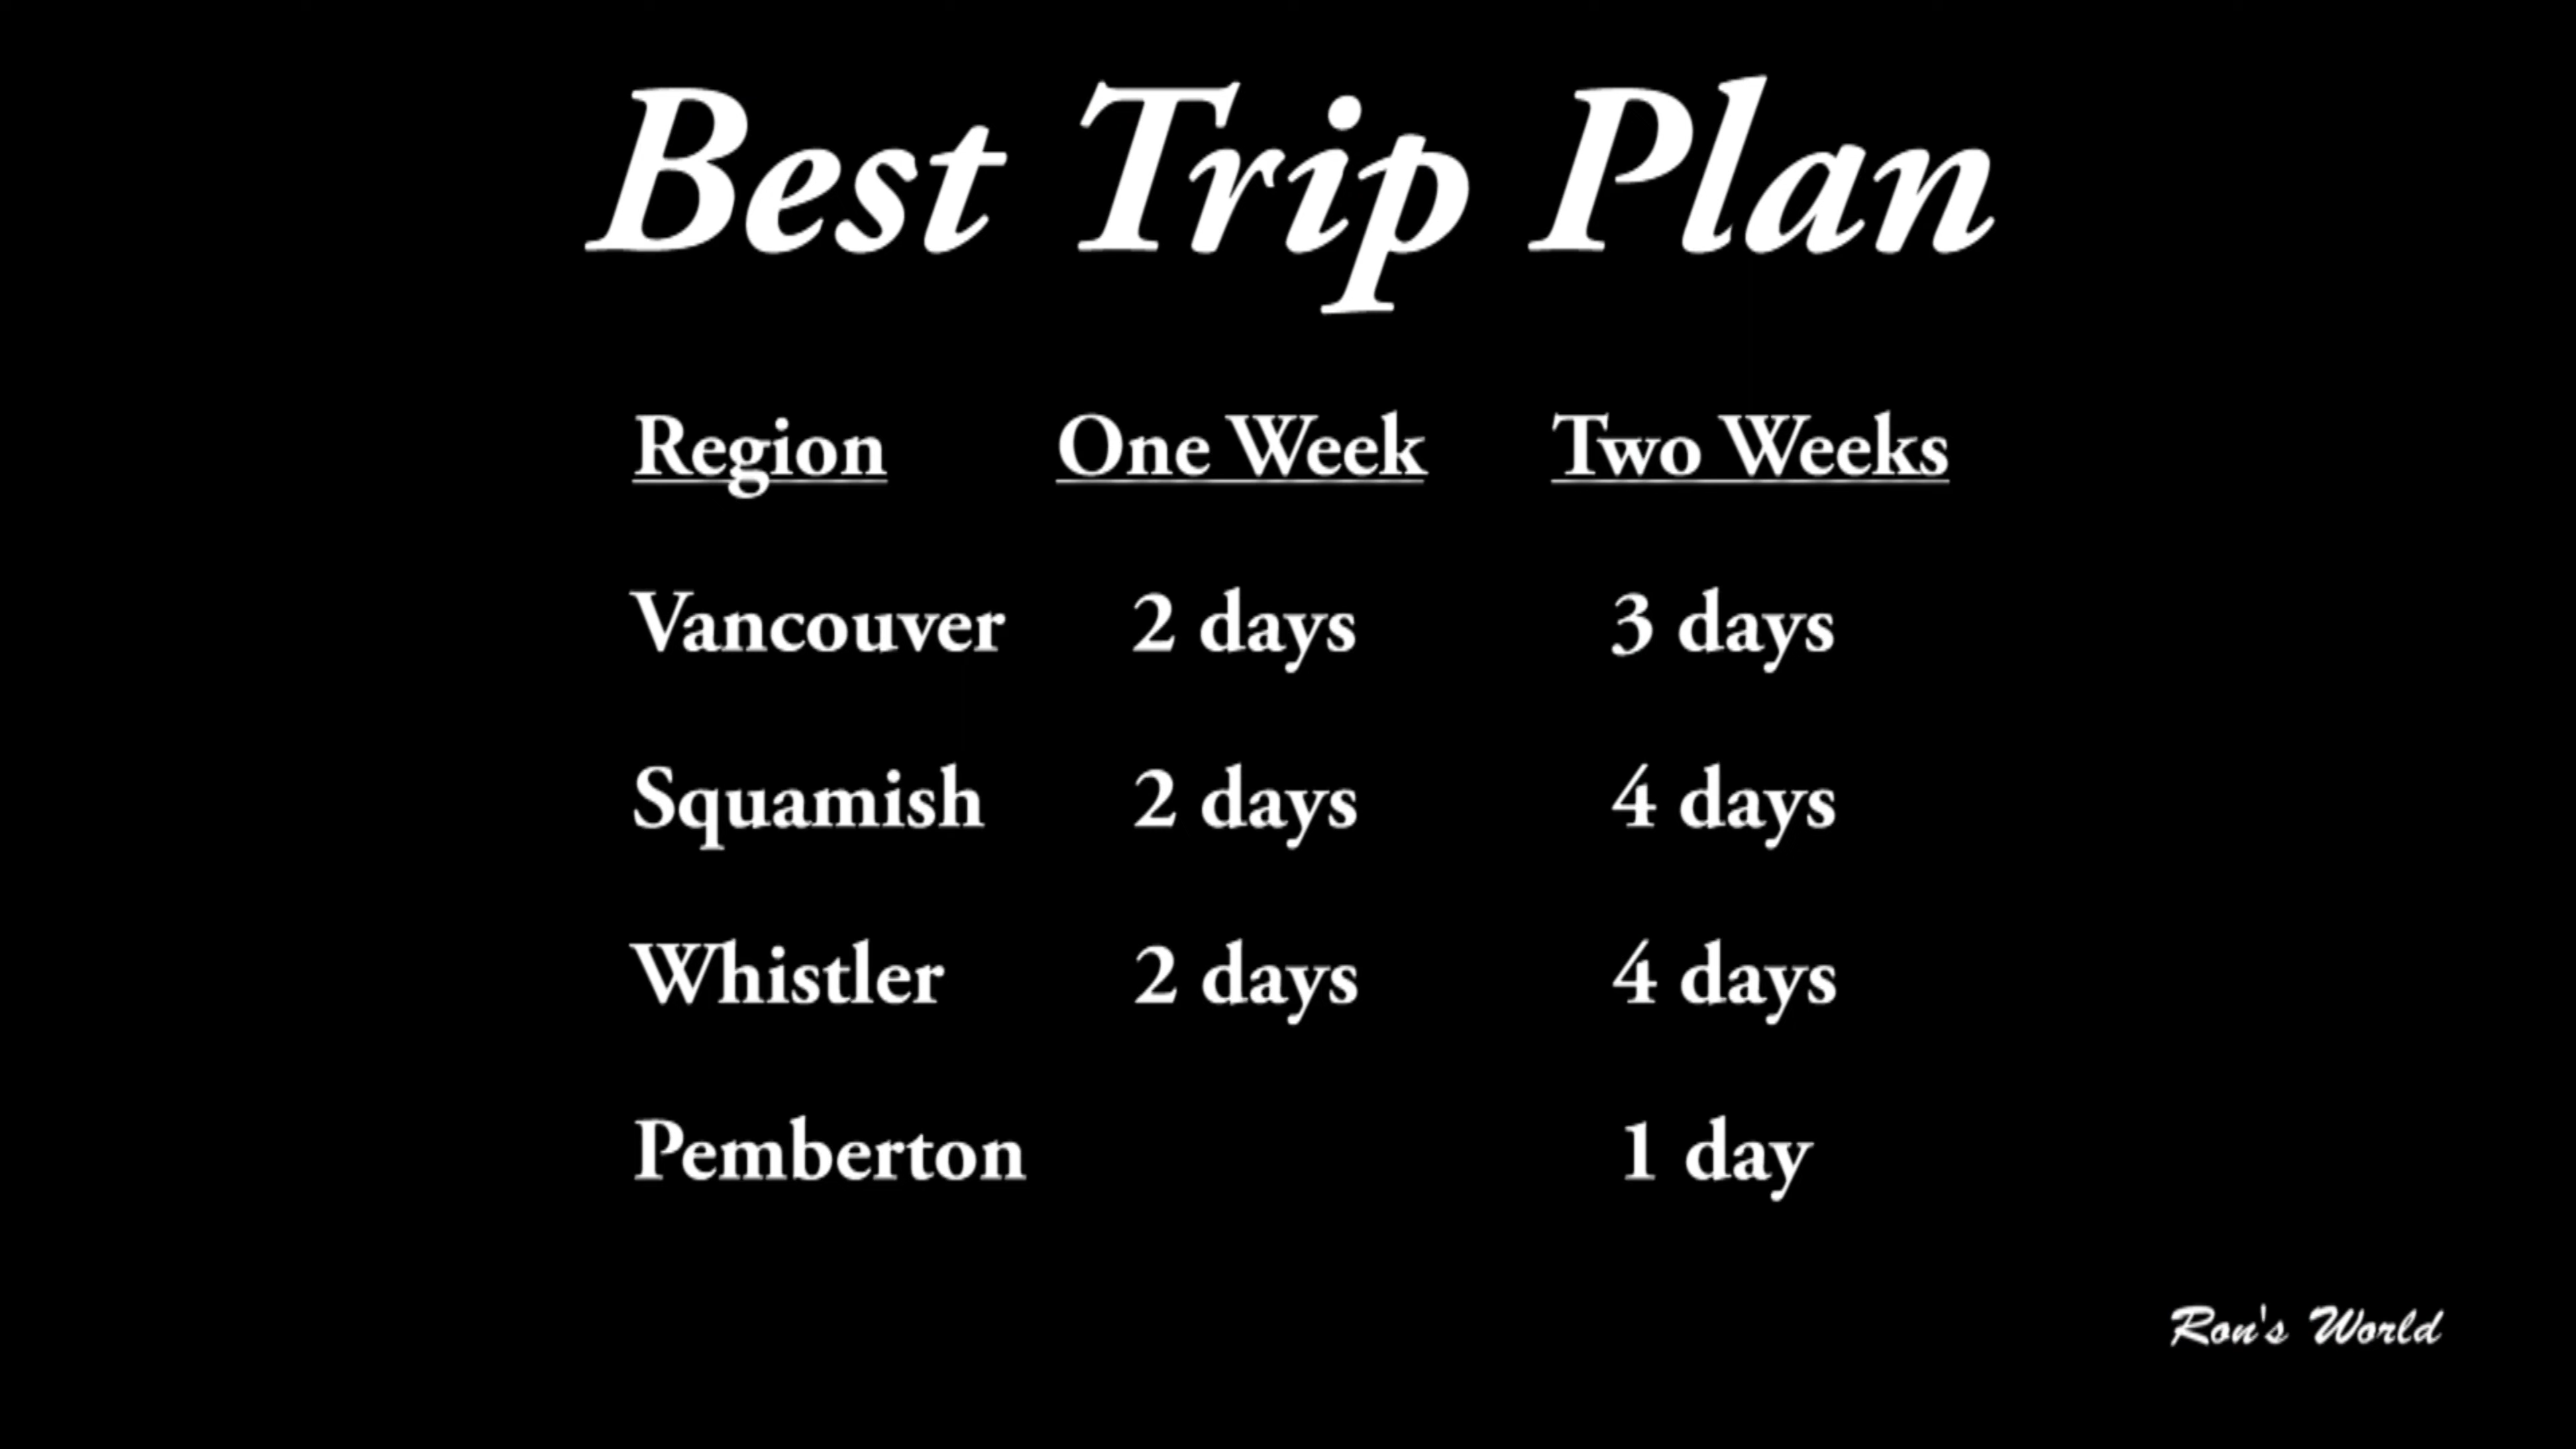 Best Trip Plan
Region One Week Two Weeks
Vancouver 2 days 3 days
Squamish 2 days 4 days
Whistler 2 days 4 days
Pemberton 1 day
Ron's World